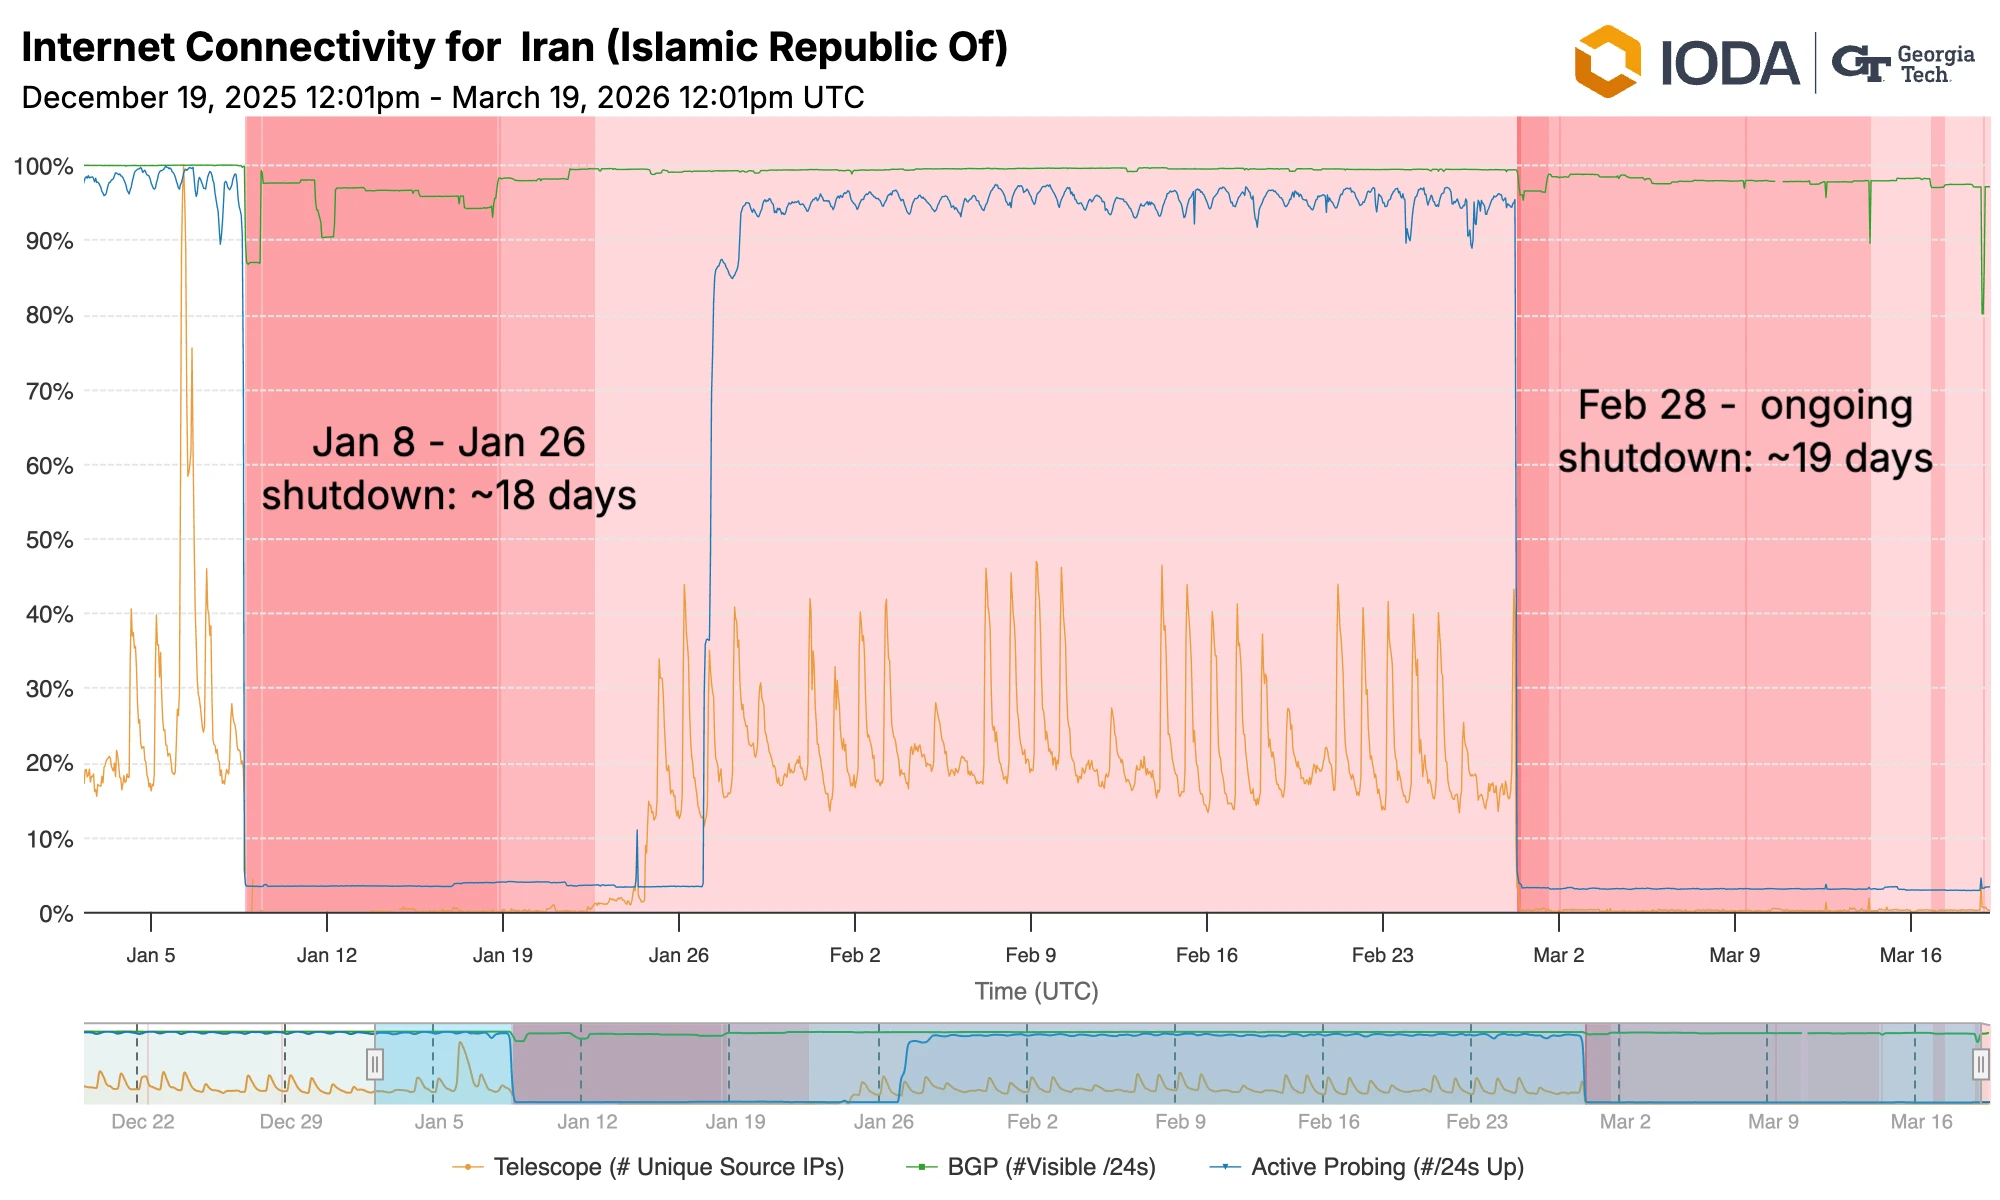 Internet Connectivity for Iran (Islamic Republic Of)
December 19, 2025 12:01pm - March 19, 2026 12:01pm UTC
IODA
GT Georgia
Tech
100%
90%
80%
70%
60%
50%
40%
30%
20%
10%
0%
Jan 8 - Jan 26
shutdown: ~18 days
Feb 28 - ongoing
shutdown: ~19 days
Jan 5 Jan 12 Jan 19 Jan 26 Feb 2 Feb 9 Feb 16 Feb 23 Mar 2 Mar 9 Mar 16
Time (UTC)
Dec 22 Dec 29 Jan 5 Jan 12 Jan 19 Jan 26 Feb 2 Feb 9 Feb 16 Feb 23 Mar 2 Mar 9 Mar 16
Telescope (# Unique Source IPs) BGP (#Visible /24s) Active Probing (#/24s Up)